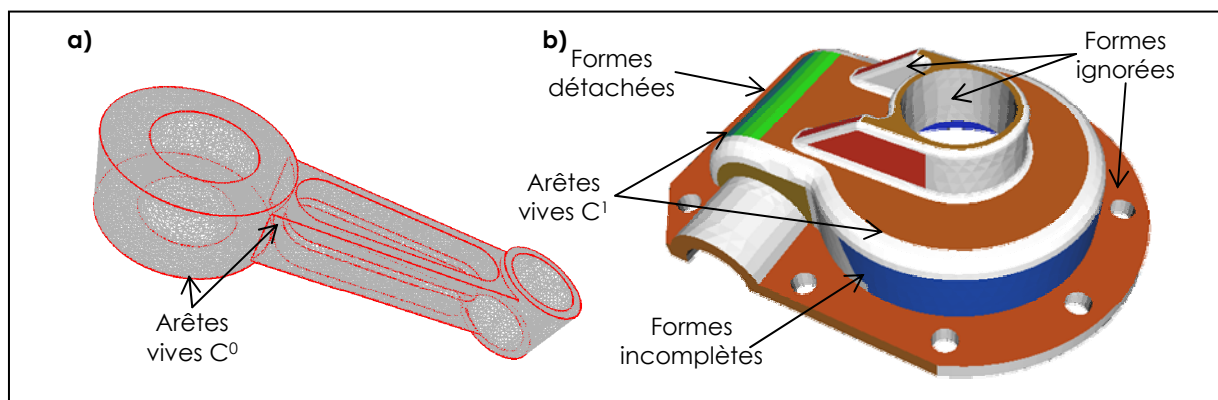 a)
Arêtes
vives C⁰
b)
Formes
détachées
Formes
ignorées
Arêtes
vives C¹
Formes
incomplètes